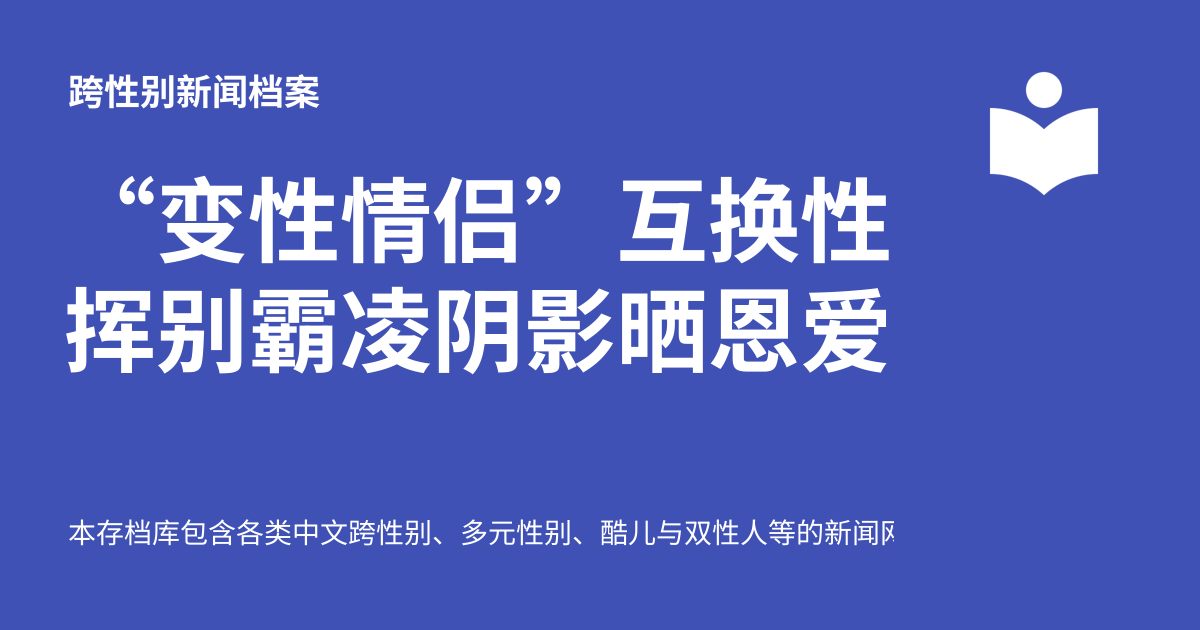 跨性别新闻档案
“变性情侣”互换性
挥别霸凌阴影晒恩爱
本存档库包含各类中文跨性别、多元性别、酷儿与双性人等的新闻